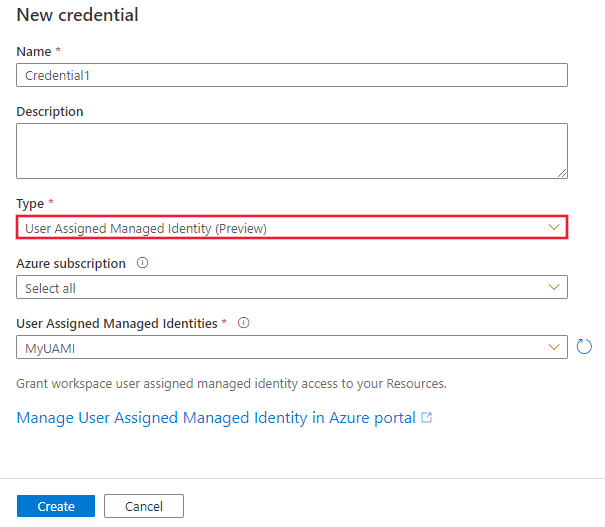 New credential
Name *
Credential1
Description
Type *
User Assigned Managed Identity (Preview)
Azure subscription
Select all
User Assigned Managed Identities *
MyUAMI
Grant workspace user assigned managed identity access to your Resources.
Manage User Assigned Managed Identity in Azure portal
Create
Cancel